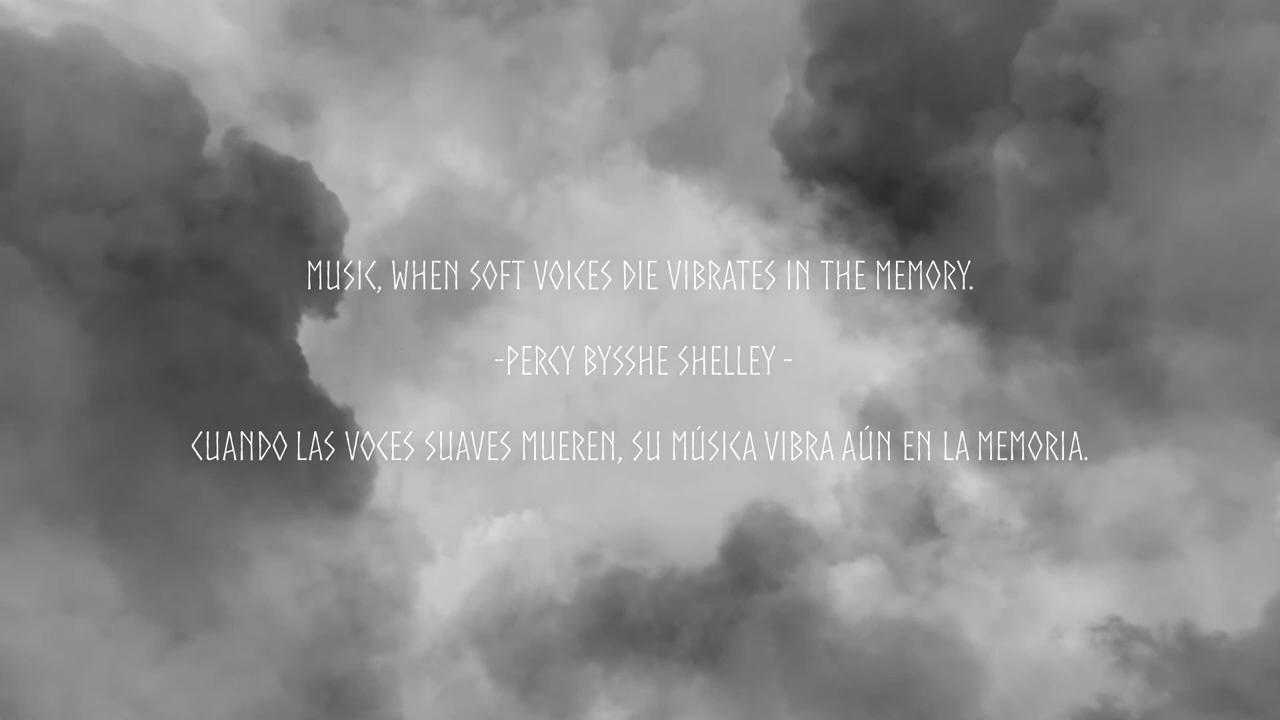 MUSIC, WHEN SOFT VOICES DIE VIBRATES IN THE MEMORY.
-PERCY BYSSHE SHELLEY -
CUANDO LAS VOCES SUAVES MUEREN, SU MÚSICA VIBRA AÚN EN LA MEMORIA.